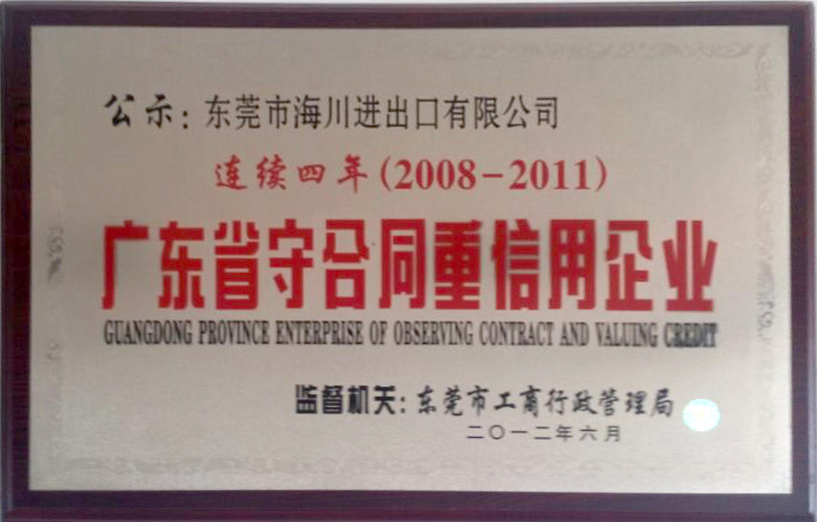 公示：东莞市海川进出口有限公司
连续四年(2008-2011)
广东省守合同重信用企业
GUANGDONG PROVINCE ENTERPRISE OF OBSERVING CONTRACT AND VALUING CREDIT
监督机关：东莞市工商行政管理局
二〇一二年六月